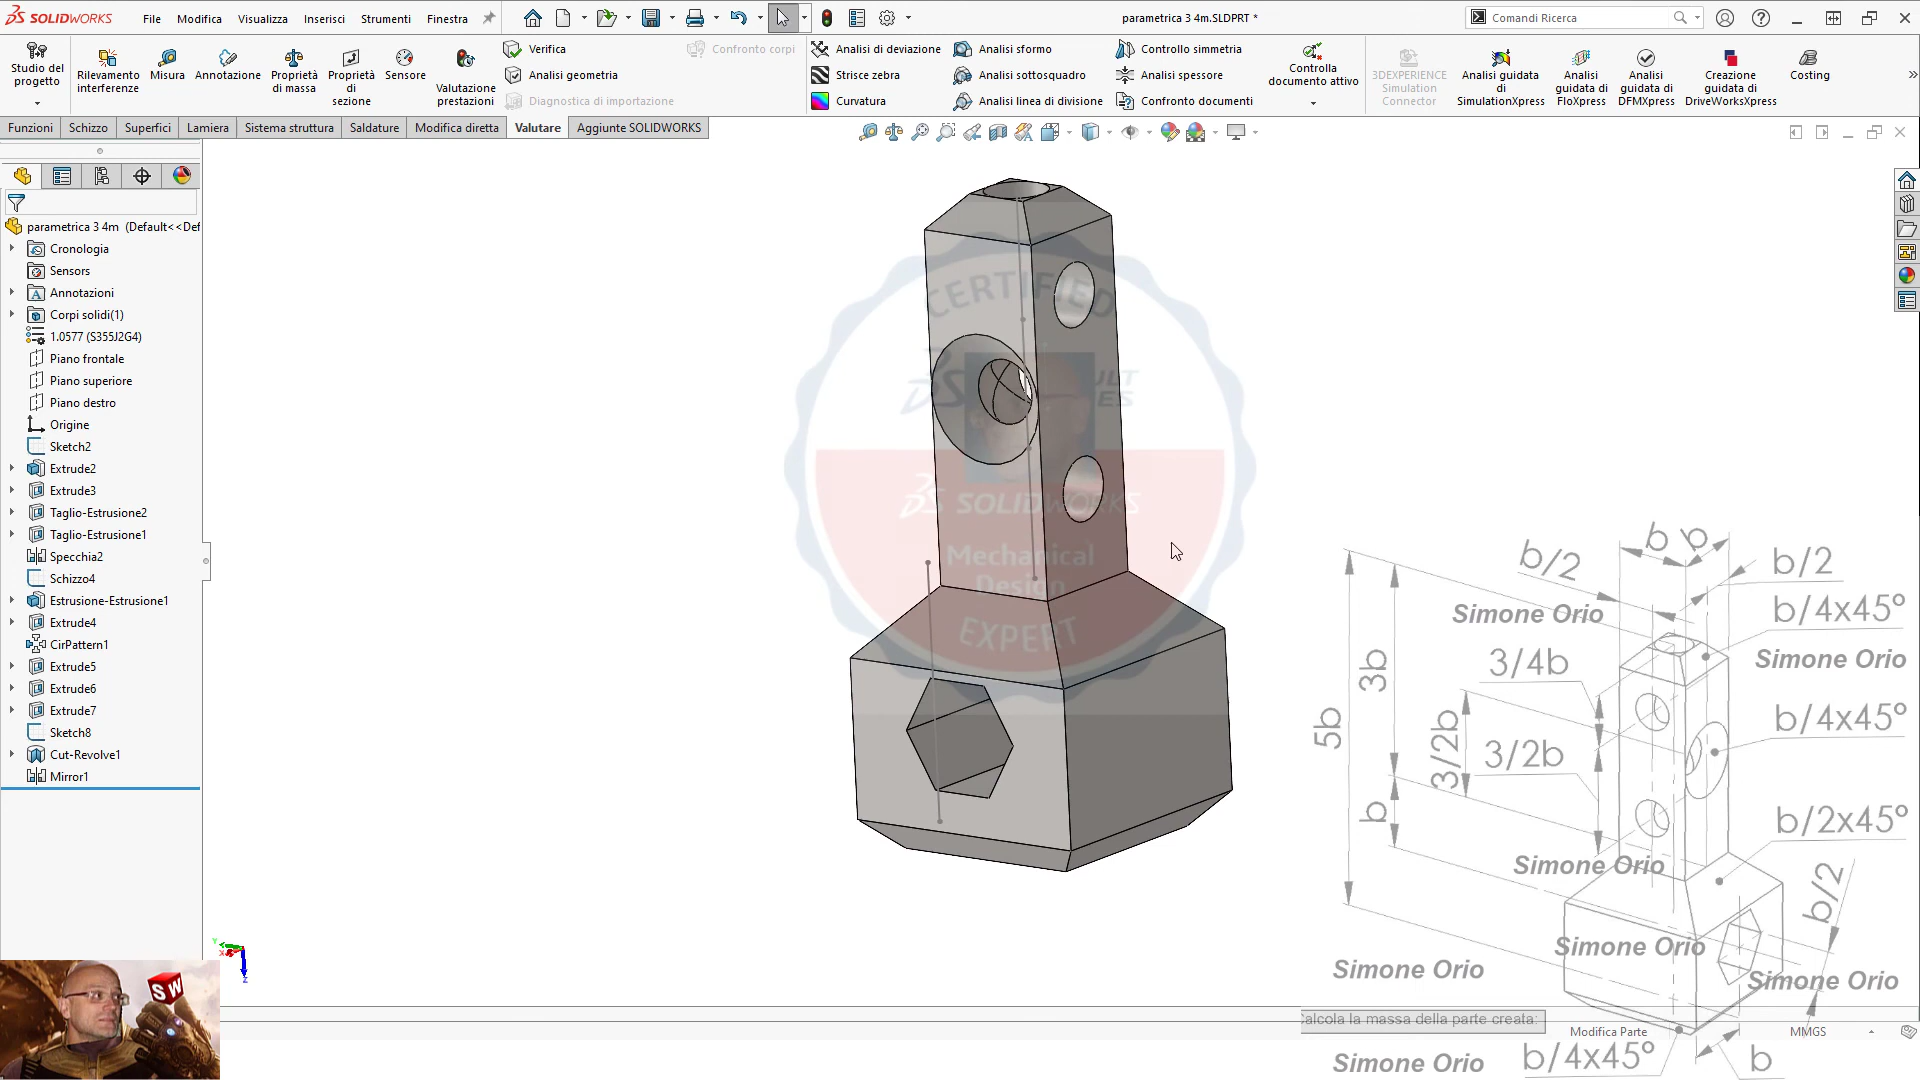 SOLIDWORKS
File
Modifica
Visualizza
Inserisci
Strumenti
Finestra
parametrica 3 4m.SLDPRT *
Comandi Ricerca
Studio del progetto
Rilevamento interferenze
Misura
Annotazione
Proprietà di massa
Proprietà di sezione
Sensore
Valutazione prestazioni
Verifica
Analisi geometria
Diagnostica di importazione
Confronto corpi
Analisi di deviazione
Strisce zebra
Curvatura
Analisi sformo
Analisi sottosquadro
Analisi linea di divisione
Controllo simmetria
Analisi spessore
Confronto documenti
Controlla documento attivo
3DEXPERIENCE Simulation Connector
Analisi guidata di SimulationXpress
Analisi guidata di FloXpress
Analisi guidata di DFMXpress
Creazione guidata di DriveWorksXpress
Costing
Funzioni
Schizzo
Superfici
Lamiera
Sistema struttura
Saldature
Modifica diretta
Valutare
Aggiunte SOLIDWORKS
parametrica 3 4m (Default<<Def
Cronologia
Sensors
Annotazioni
Corpi solidi(1)
1.0577 (S355J2G4)
Piano frontale
Piano superiore
Piano destro
Origine
Sketch2
Extrude2
Extrude3
Taglio-Estrusione2
Taglio-Estrusione1
Specchia2
Schizzo4
Estrusione-Estrusione1
Extrude4
CirPattern1
Extrude5
Extrude6
Extrude7
Sketch8
Cut-Revolve1
Mirror1
CERTIFIED
SOLIDWORKS
Mechanical
Design
EXPERT
b/2
b
b
b/2
Simone Orio
b/4x45°
3/4b
Simone Orio
3b
5b
3/2b
3/2b
b/4x45°
b
b/2x45°
Simone Orio
b/2
Simone Orio
Simone Orio
Simone Orio
Calcola la massa della parte creata:
Modifica Parte
MMGS
Simone Orio
b/4x45°
b
SW